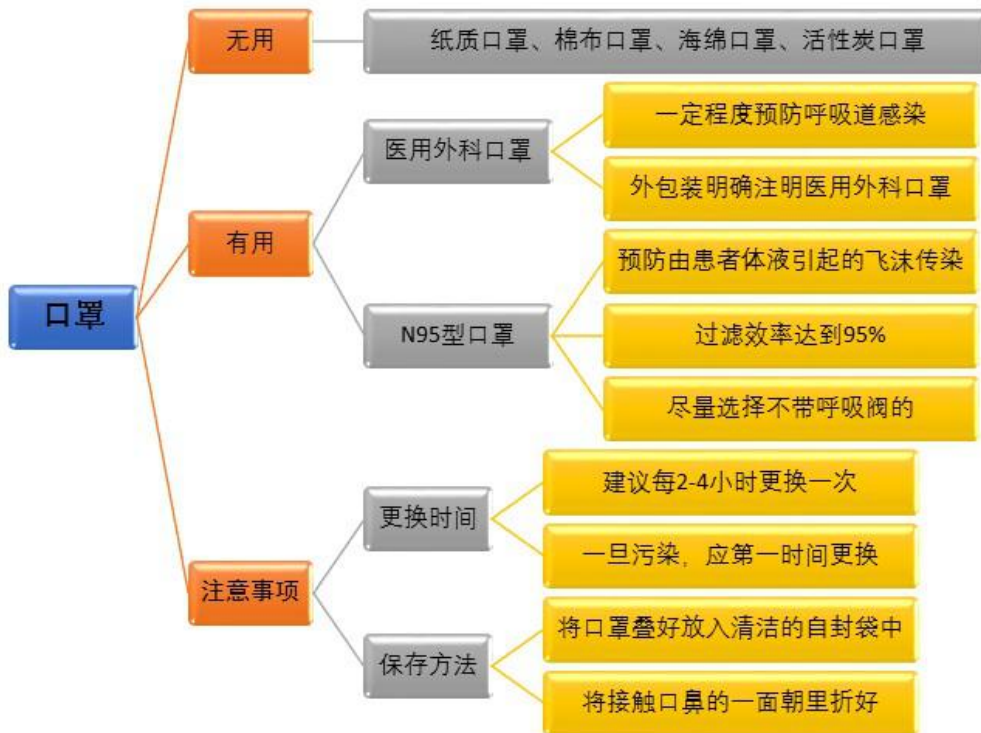 口罩
无用
纸质口罩、棉布口罩、海绵口罩、活性炭口罩
有用
医用外科口罩
一定程度预防呼吸道感染
外包装明确注明医用外科口罩
N95型口罩
预防由患者体液引起的飞沫传染
过滤效率达到95%
尽量选择不带呼吸阀的
注意事项
更换时间
建议每2-4小时更换一次
一旦污染，应第一时间更换
保存方法
将口罩叠好放入清洁的自封袋中
将接触口鼻的一面朝里折好